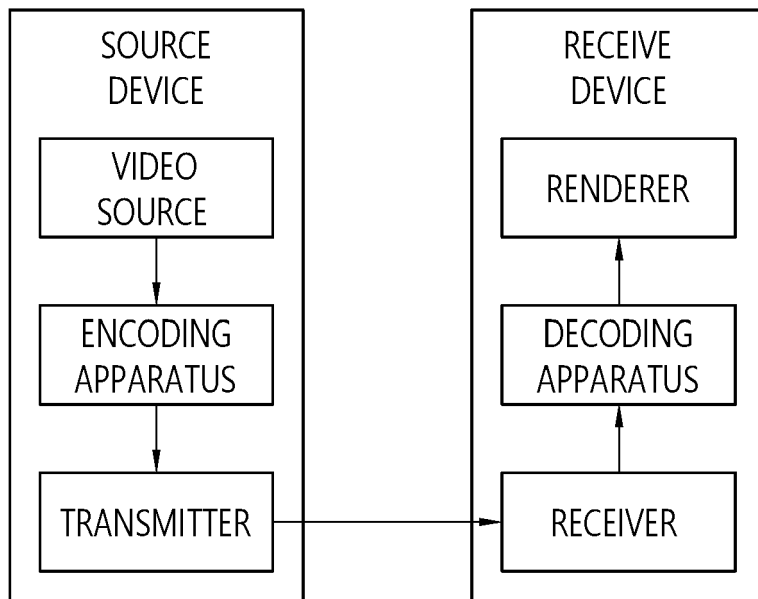 SOURCE
DEVICE
VIDEO
SOURCE
ENCODING
APPARATUS
TRANSMITTER
RECEIVE
DEVICE
RENDERER
DECODING
APPARATUS
RECEIVER